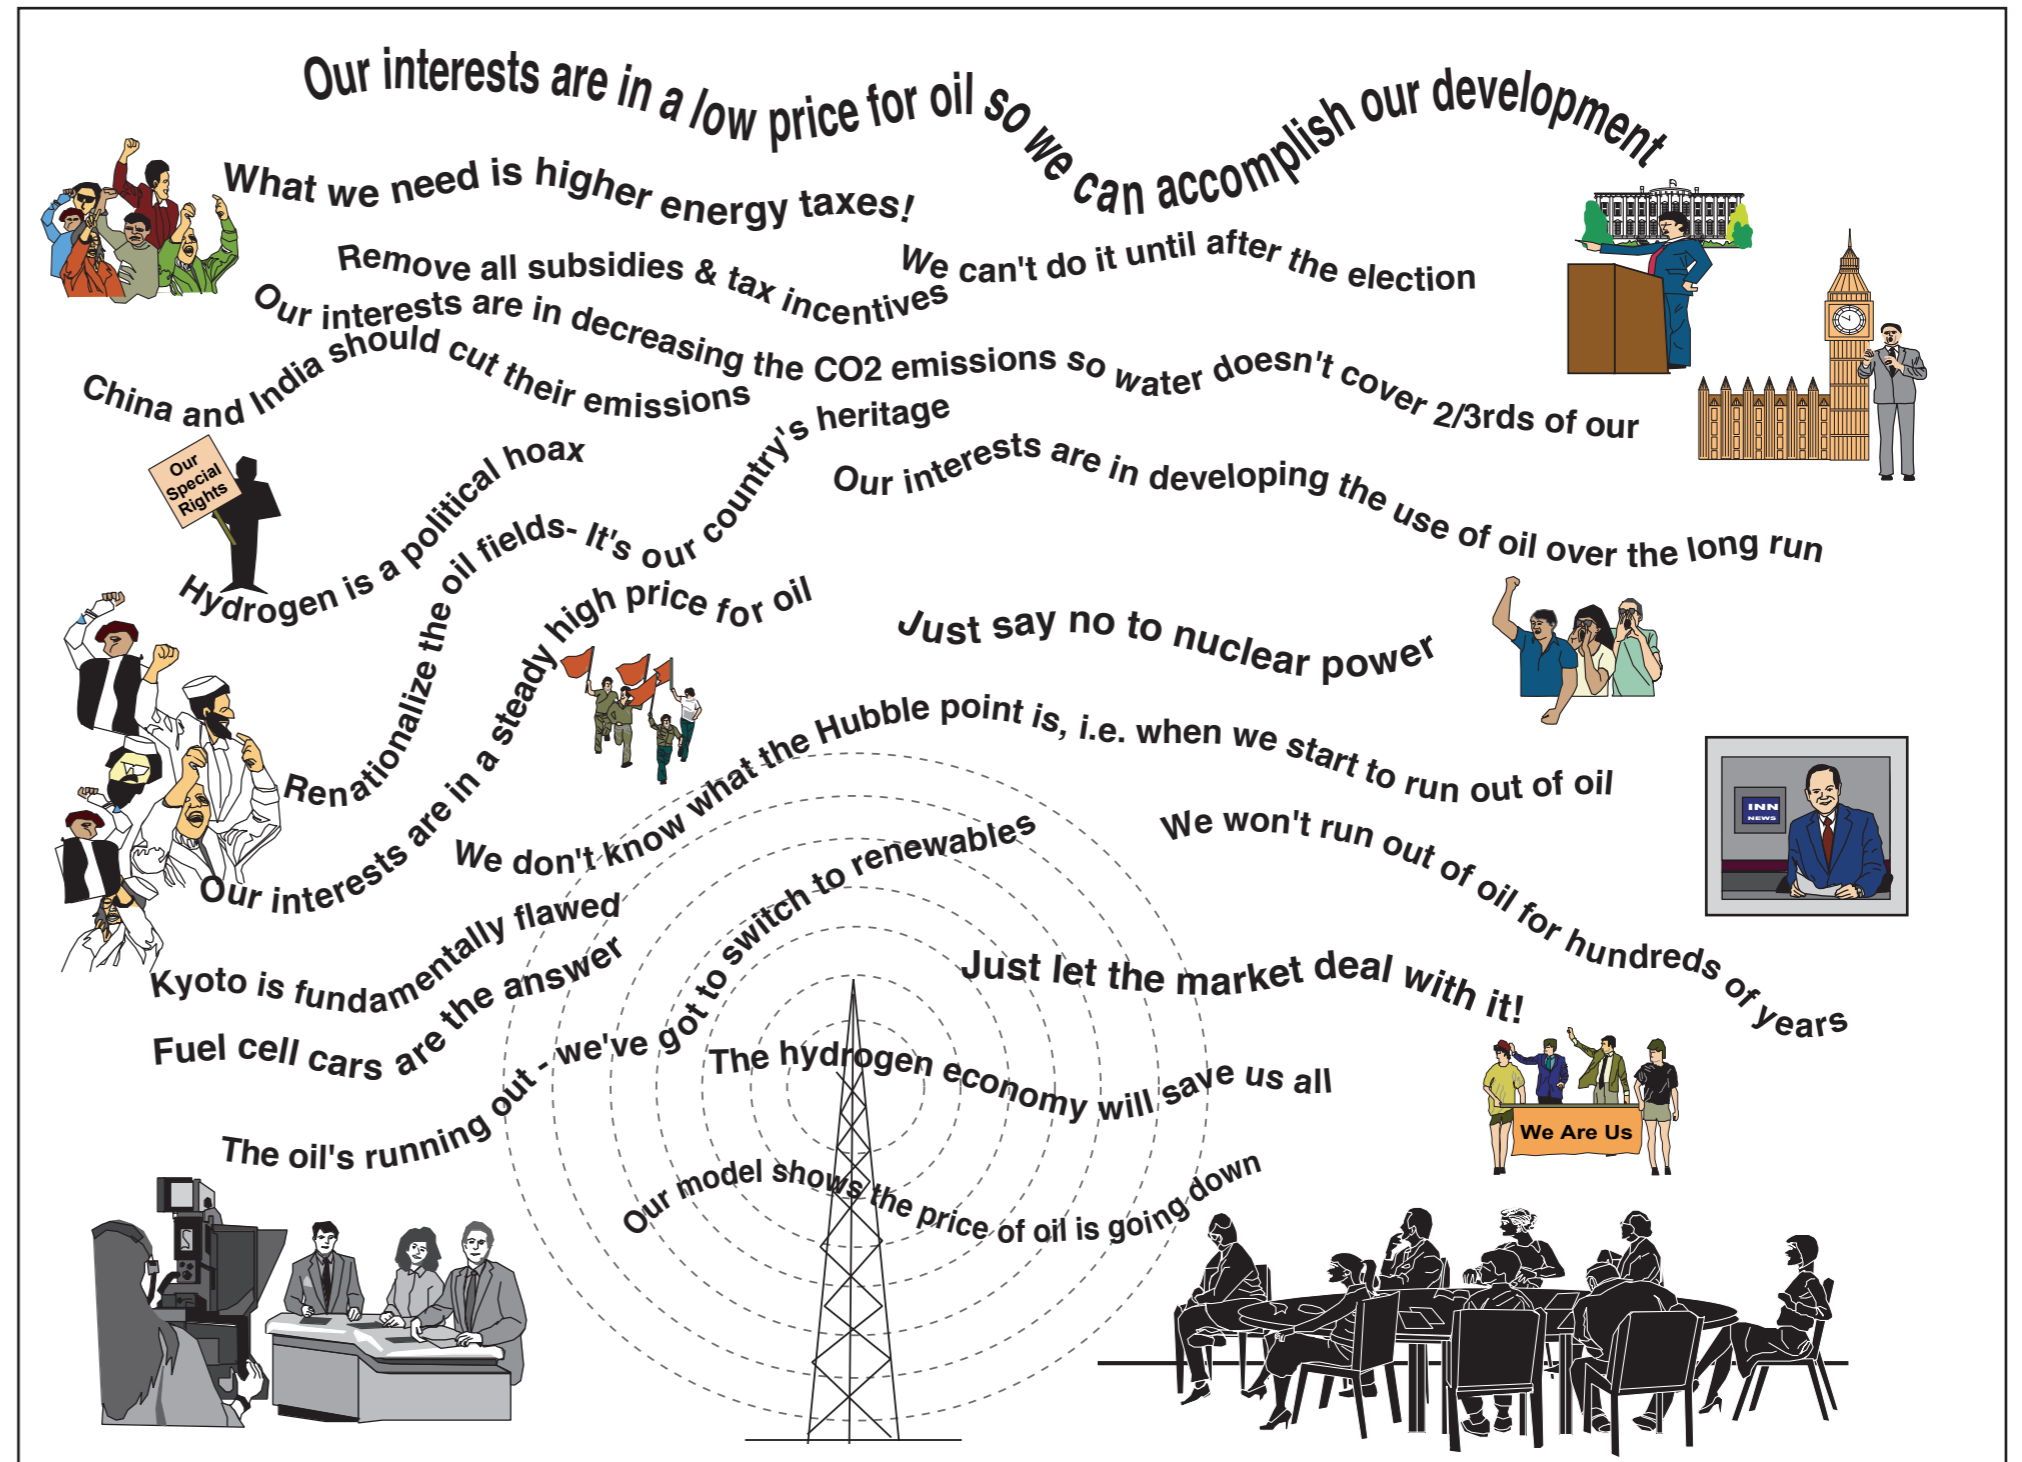 Our interests are in a low price for oil so we can accomplish our development
What we need is higher energy taxes!
Remove all subsidies & tax incentives
We can't do it until after the election
Our interests are in decreasing the CO2 emissions so water doesn't cover 2/3rds of our
China and India should cut their emissions
Our
Special
Rights
Hydrogen is a political hoax
Renationalize the oil fields- It's our country's heritage
Our interests are in developing the use of oil over the long run
Our interests are in a steady high price for oil
Just say no to nuclear power
We don't know what the Hubble point is, i.e. when we start to run out of oil
INN
NEWS
We won't run out of oil for hundreds of years
Kyoto is fundamentally flawed
Fuel cell cars are the answer
The oil's running out - we've got to switch to renewables
Just let the market deal with it!
The hydrogen economy will save us all
We Are Us
Our model shows the price of oil is going down